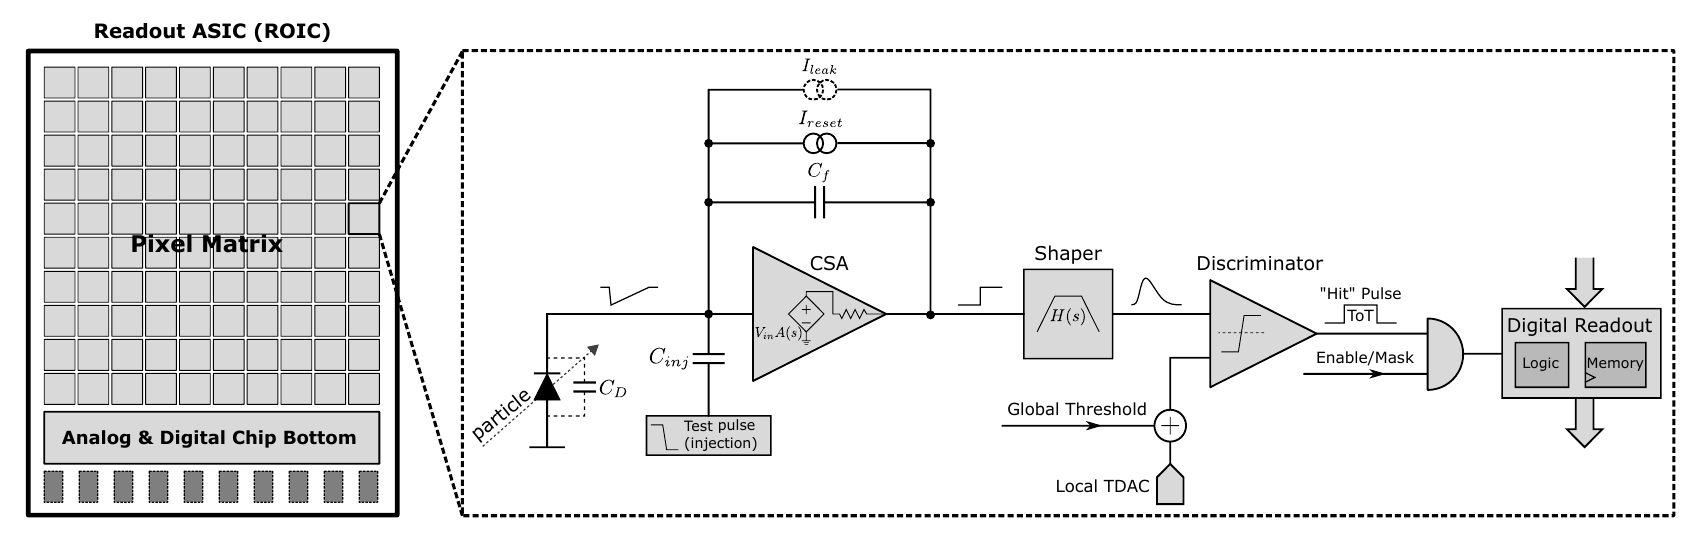 Readout ASIC (ROIC)
Pixel Matrix
Analog & Digital Chip Bottom
I_{leak}
I_{reset}
C_f
CSA
V_{in}A(s)
C_{inj}
C_D
particle
Test pulse
(injection)
Shaper
H(s)
Discriminator
"Hit" Pulse
ToT
Enable/Mask
Global Threshold
Local TDAC
Digital Readout
Logic
Memory